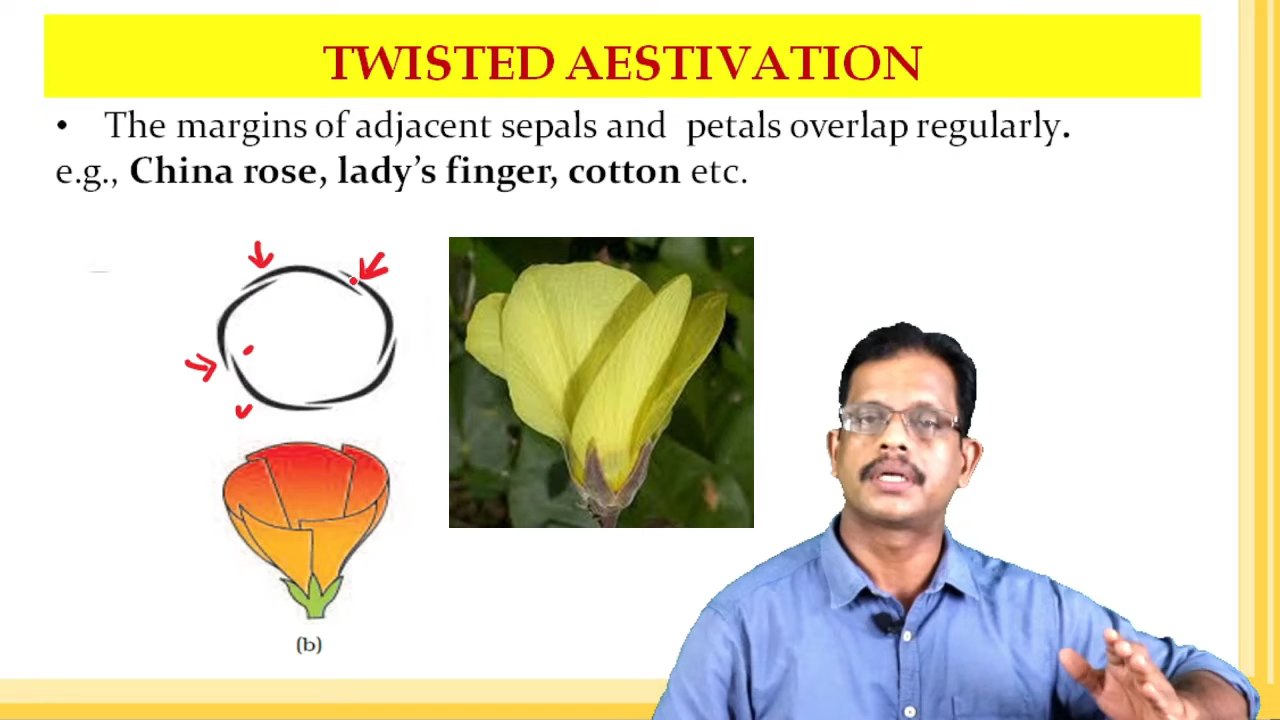 TWISTED AESTIVATION
• The margins of adjacent sepals and petals overlap regularly.
e.g., China rose, lady’s finger, cotton etc.
(b)